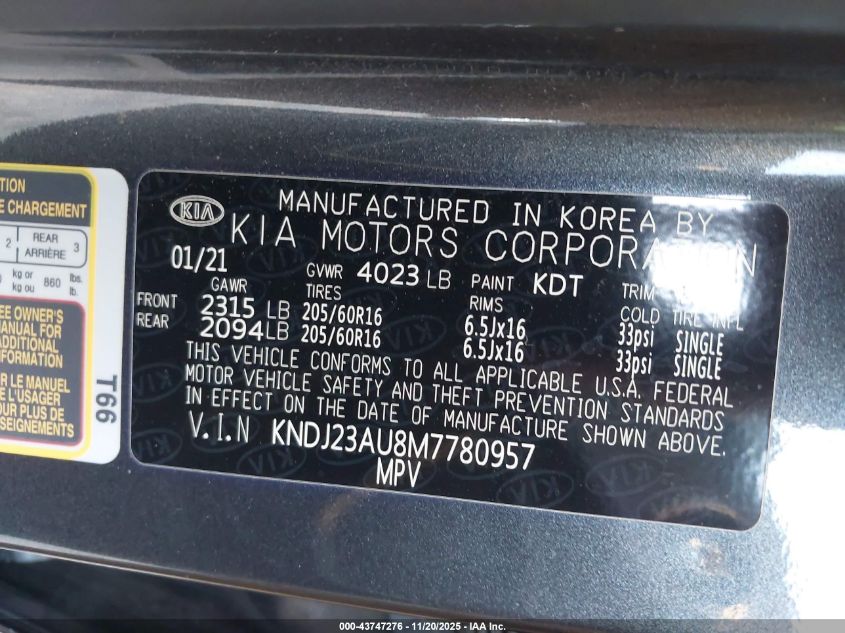 TION
E CHARGEMENT
2 REAR ARRIÈRE 3
kg or kg ou 860 lbs. lb.
EE OWNER'S
MANUAL FOR
ADDITIONAL
INFORMATION
R LE MANUEL
L'USAGER
OUR PLUS DE
SEIGNEMENTS
T66
KIA
MANUFACTURED IN KOREA BY
KIA MOTORS CORPORATION
01/21 GVWR 4023 LB PAINT KDT TRIM
GAWR TIRES RIMS COLD TIRE INFL
FRONT 2315 LB 205/60R16 6.5Jx16 33psi SINGLE
REAR 2094 LB 205/60R16 6.5Jx16 33psi SINGLE
THIS VEHICLE CONFORMS TO ALL APPLICABLE U.S.A. FEDERAL
MOTOR VEHICLE SAFETY AND THEFT PREVENTION STANDARDS
IN EFFECT ON THE DATE OF MANUFACTURE SHOWN ABOVE.
V.I.N KNDJ23AU8M7780957
MPV
000-43747276 - 11/20/2025 - IAA Inc.